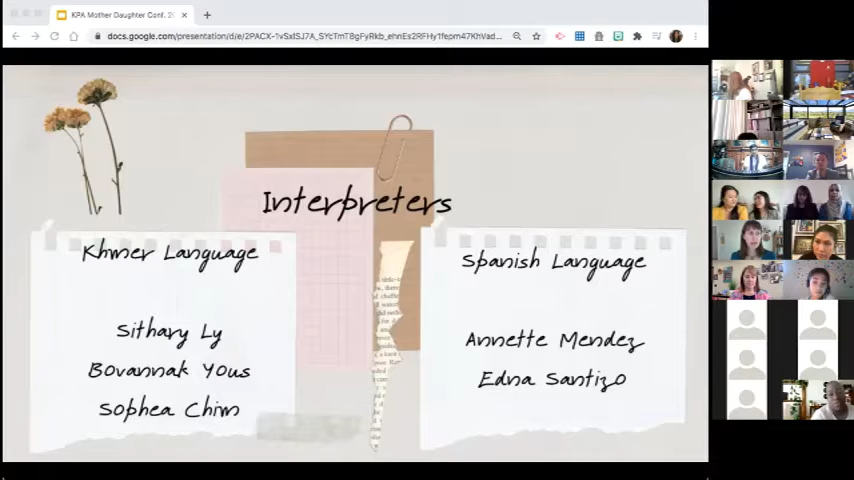 KPA Mother Daughter Conf. 20
docs.google.com/presentation/d/e/2PACX-1vSxlSJ7A_SYcTmT8gFyRkb_ehnEs2RFHy1fepm47KhVad...
Interpreters
Khmer Language
Sithary Ly
Bovannak Yous
Sophea Chim
Spanish Language
Annette Mendez
Edna Santizo